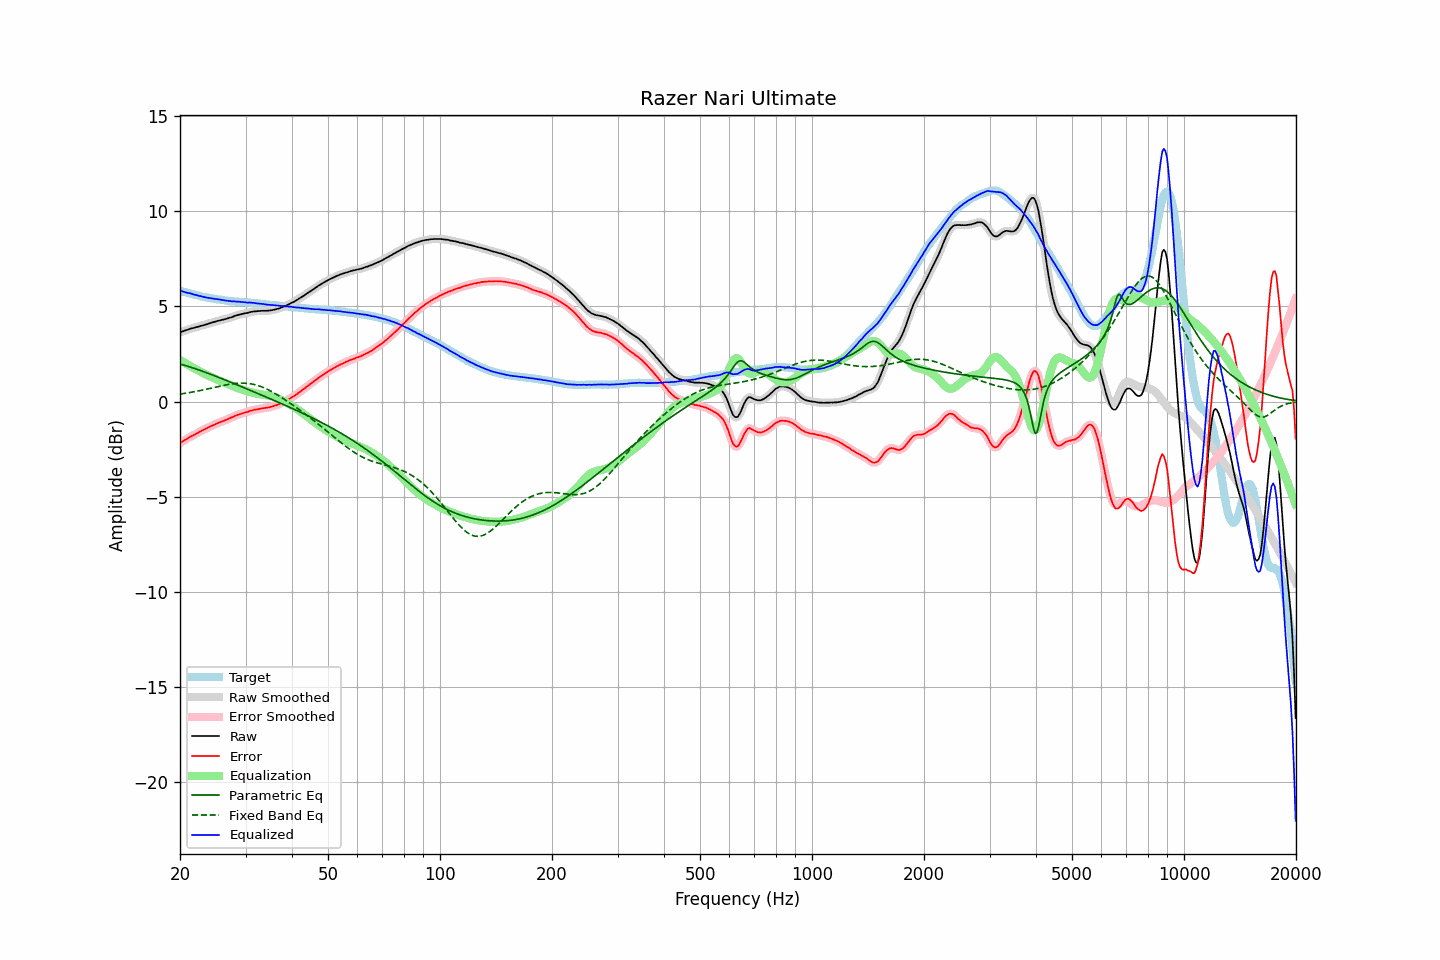 Razer Nari Ultimate
15
10
5
0
−5
−10
−15
−20
Amplitude (dBr)
Target
Raw Smoothed
Error Smoothed
Raw
Error
Equalization
Parametric Eq
Fixed Band Eq
Equalized
20 50 100 200 500 1000 2000 5000 10000 20000
Frequency (Hz)